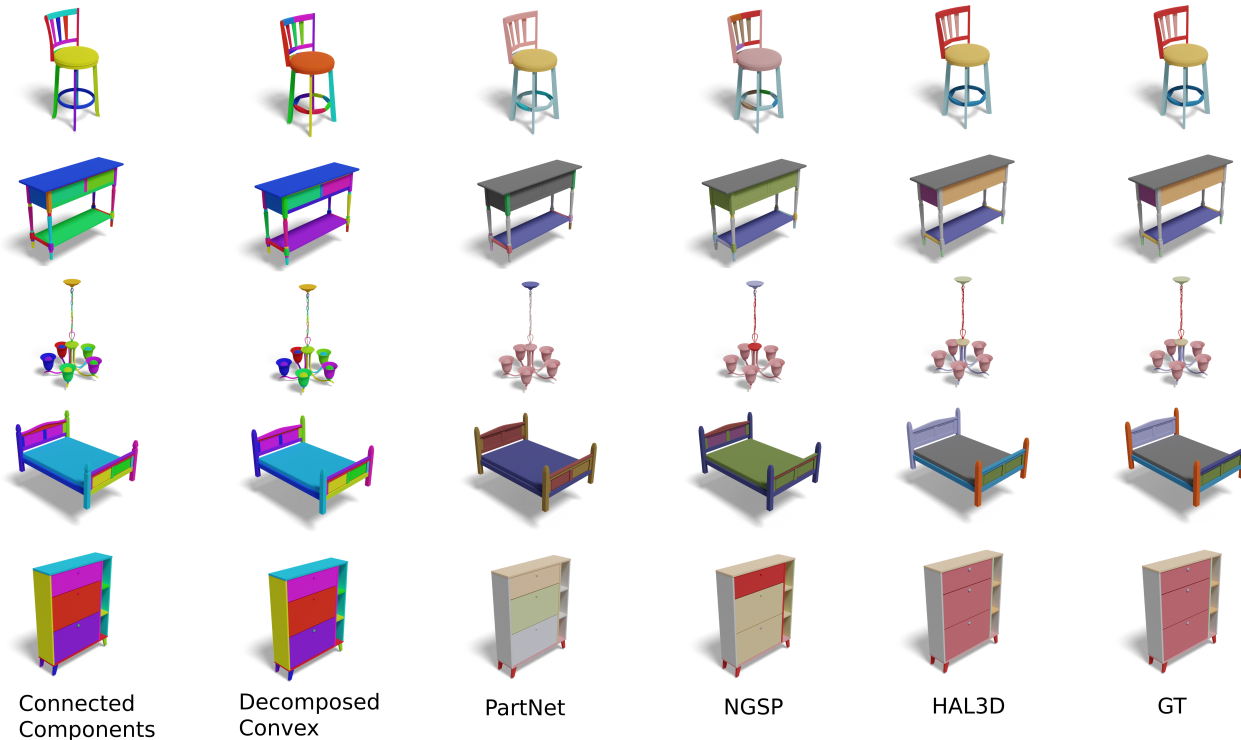 Connected
Components
Decomposed
Convex
PartNet
NGSP
HAL3D
GT